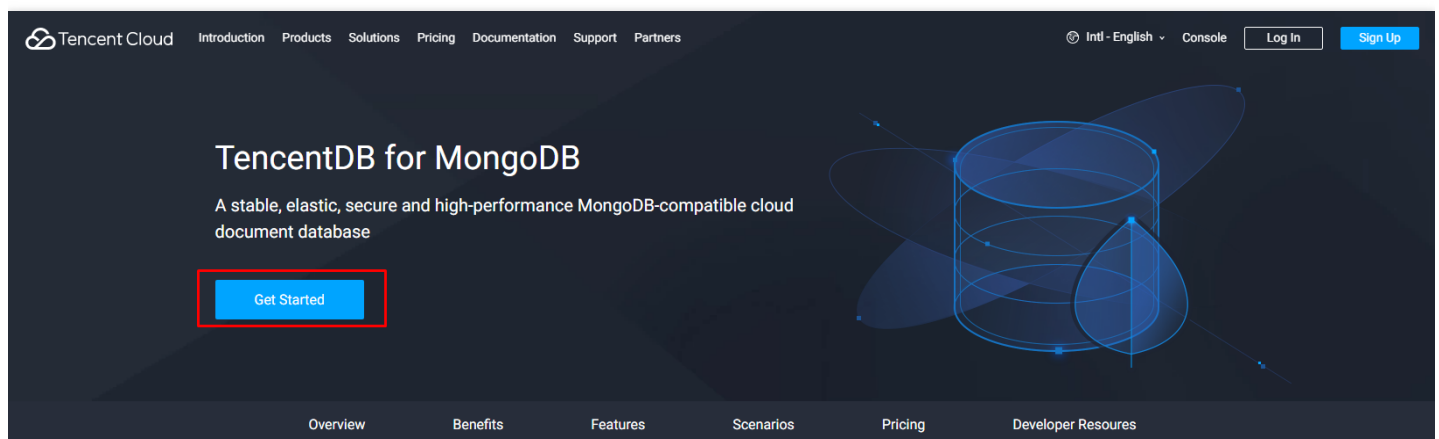 Tencent Cloud Introduction Products Solutions Pricing Documentation Support Partners Intl - English Console Log In Sign Up
TencentDB for MongoDB
A stable, elastic, secure and high-performance MongoDB-compatible cloud
document database
Get Started
Overview Benefits Features Scenarios Pricing Developer Resoures